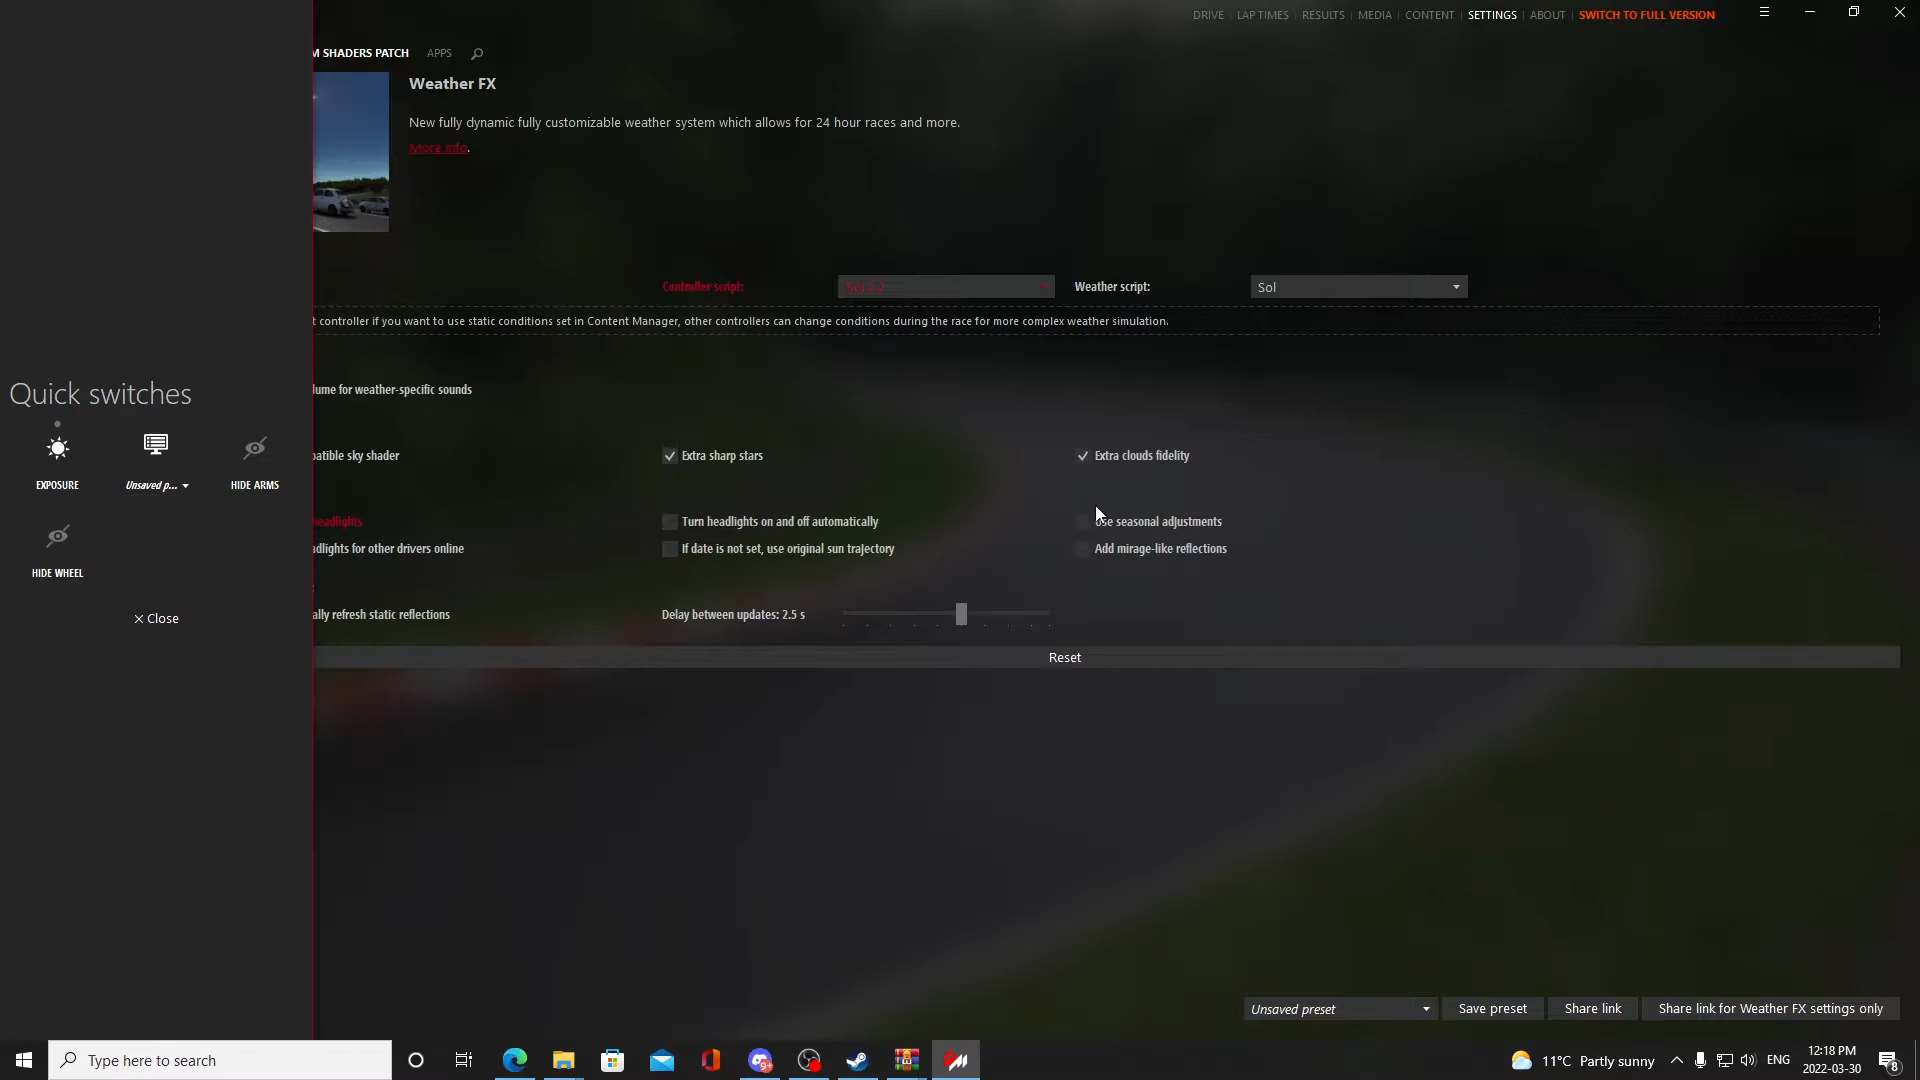 DRIVE LAP TIMES RESULTS MEDIA CONTENT SETTINGS ABOUT SWITCH TO FULL VERSION
M SHADERS PATCH APPS
Weather FX
New fully dynamic fully customizable weather system which allows for 24 hour races and more.
More info.
Controller script: Sol 2.2 Weather script: Sol
t controller if you want to use static conditions set in Content Manager, other controllers can change conditions during the race for more complex weather simulation.
lume for weather-specific sounds
Quick switches
atible sky shader Extra sharp stars Extra clouds fidelity
EXPOSURE Unsaved p... HIDE ARMS
headlights Turn headlights on and off automatically Use seasonal adjustments
adlights for other drivers online If date is not set, use original sun trajectory Add mirage-like reflections
HIDE WHEEL
ally refresh static reflections Delay between updates: 2.5 s
Close
Reset
Unsaved preset Save preset Share link Share link for Weather FX settings only
Type here to search 9+ 11°C Partly sunny ENG 12:18 PM
2022-03-30 8